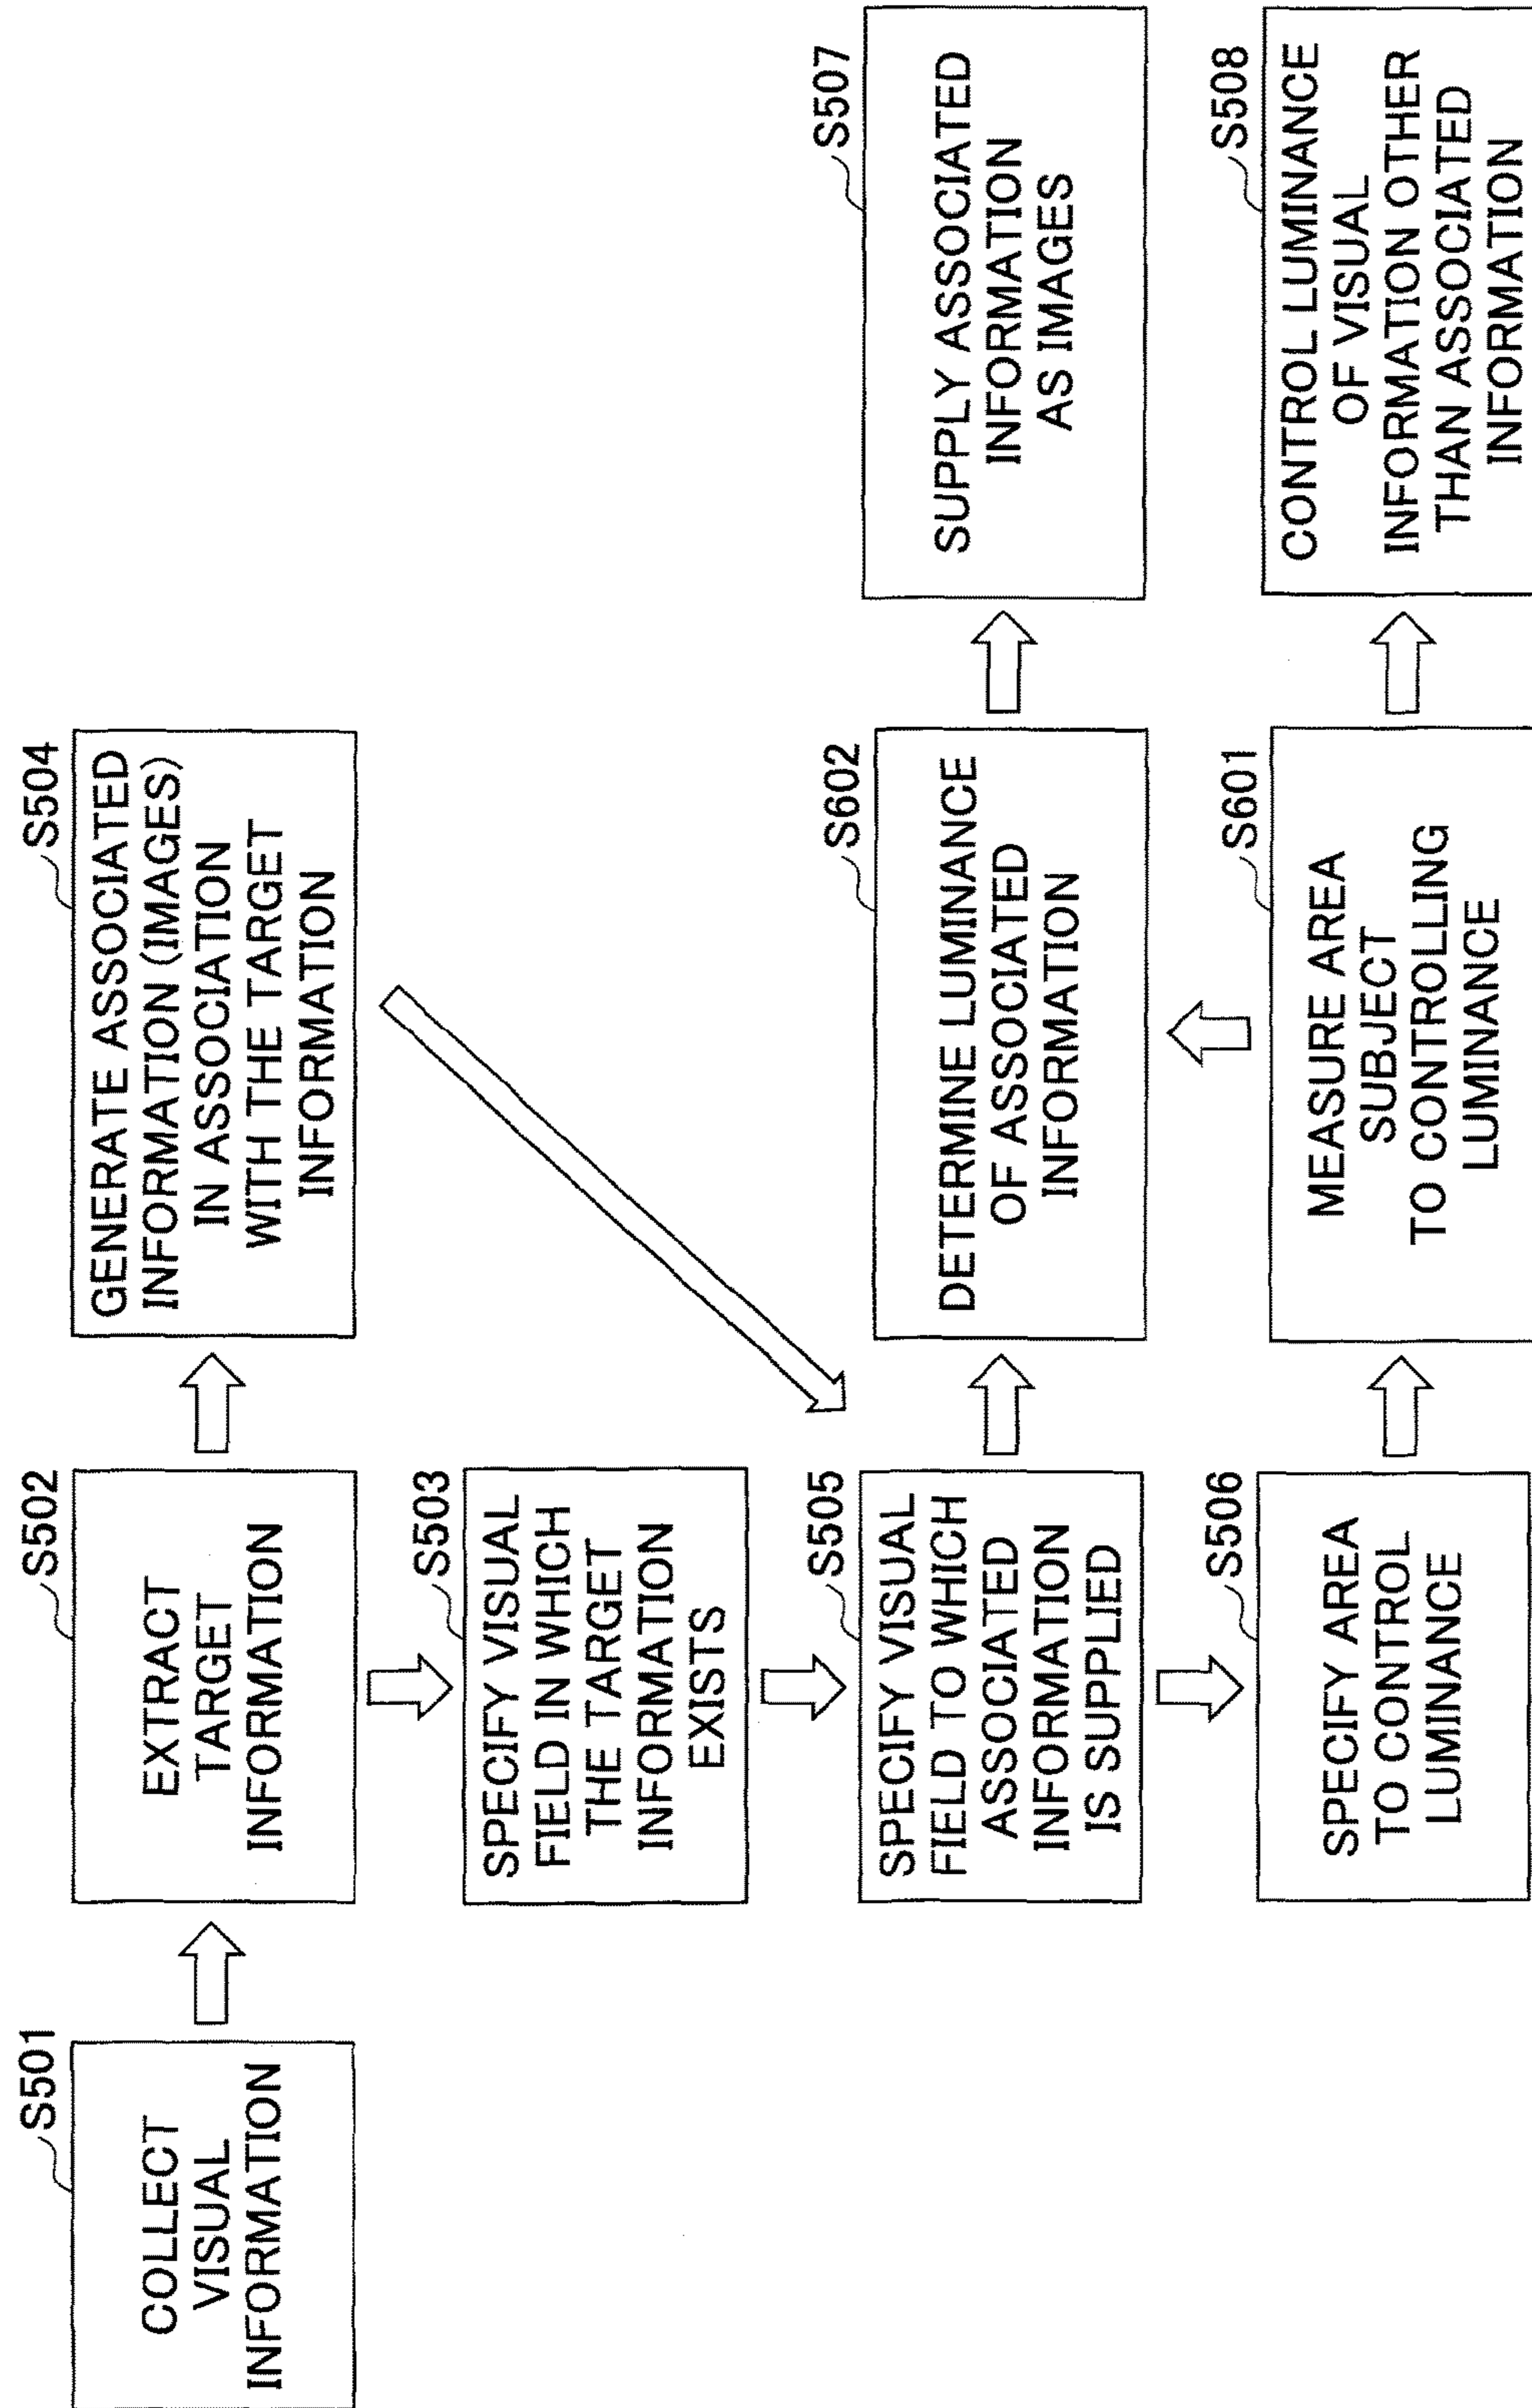 S501
COLLECT
VISUAL
INFORMATION
S502
EXTRACT
TARGET
INFORMATION
S504
GENERATE ASSOCIATED
INFORMATION (IMAGES)
IN ASSOCIATION
WITH THE TARGET
INFORMATION
S503
SPECIFY VISUAL
FIELD IN WHICH
THE TARGET
INFORMATION
EXISTS
S505
SPECIFY VISUAL
FIELD TO WHICH
ASSOCIATED
INFORMATION
IS SUPPLIED
S602
DETERMINE LUMINANCE
OF ASSOCIATED
INFORMATION
S507
SUPPLY ASSOCIATED
INFORMATION
AS IMAGES
S506
SPECIFY AREA
TO CONTROL
LUMINANCE
S601
MEASURE AREA
SUBJECT
TO CONTROLLING
LUMINANCE
S508
CONTROL LUMINANCE
OF VISUAL
INFORMATION OTHER
THAN ASSOCIATED
INFORMATION